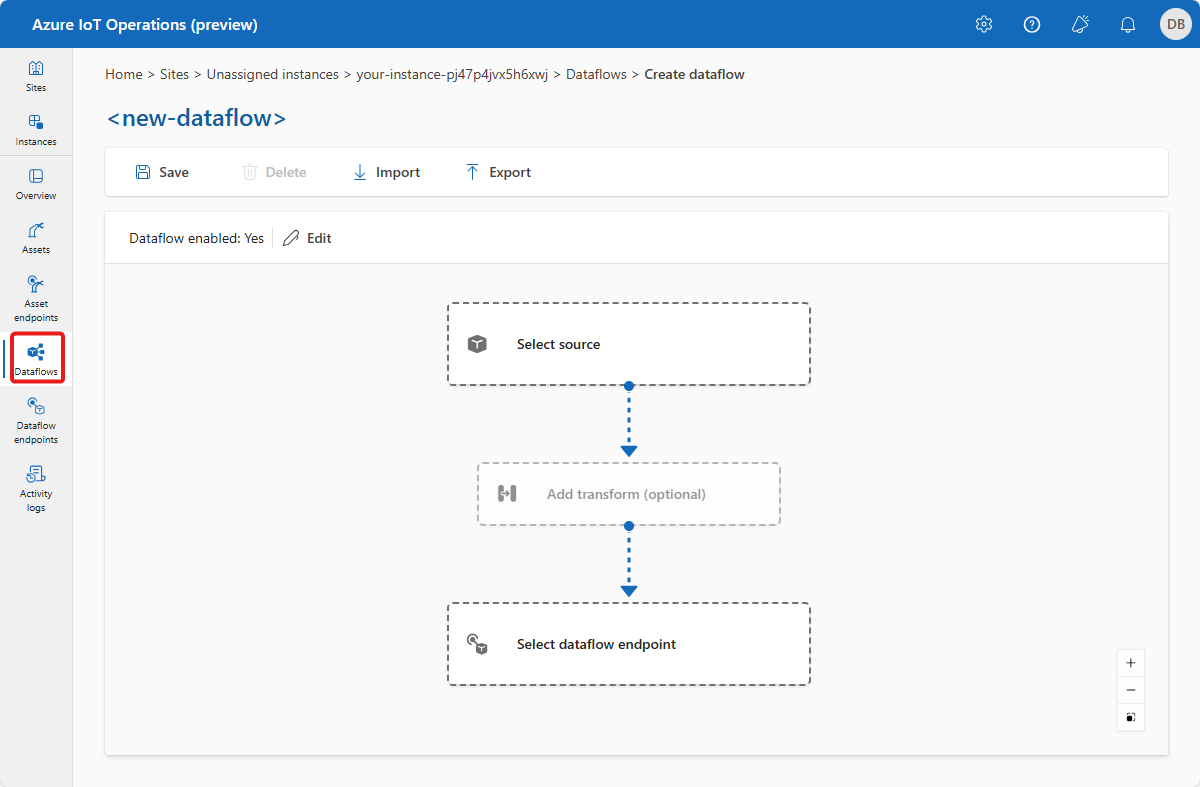 Azure IoT Operations (preview)
DB
Sites
Instances
Overview
Assets
Asset
endpoints
Dataflows
Dataflow
endpoints
Activity
logs
Home > Sites > Unassigned instances > your-instance-pj47p4jvx5h6xwj > Dataflows > Create dataflow
<new-dataflow>
Save Delete Import Export
Dataflow enabled: Yes Edit
Select source
Add transform (optional)
Select dataflow endpoint